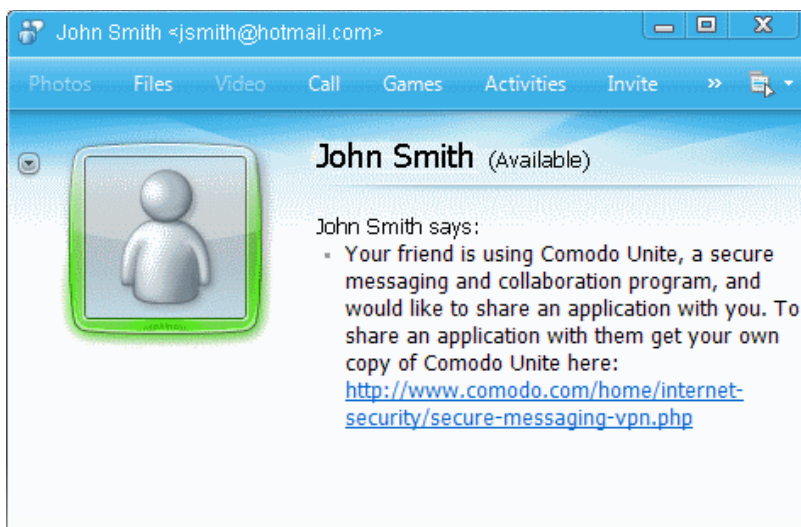 John Smith <jsmith@hotmail.com>
Photos Files Video Call Games Activities Invite »
John Smith (Available)
John Smith says:
Your friend is using Comodo Unite, a secure
messaging and collaboration program, and
would like to share an application with you. To
share an application with them get your own
copy of Comodo Unite here:
http://www.comodo.com/home/internet-
security/secure-messaging-vpn.php